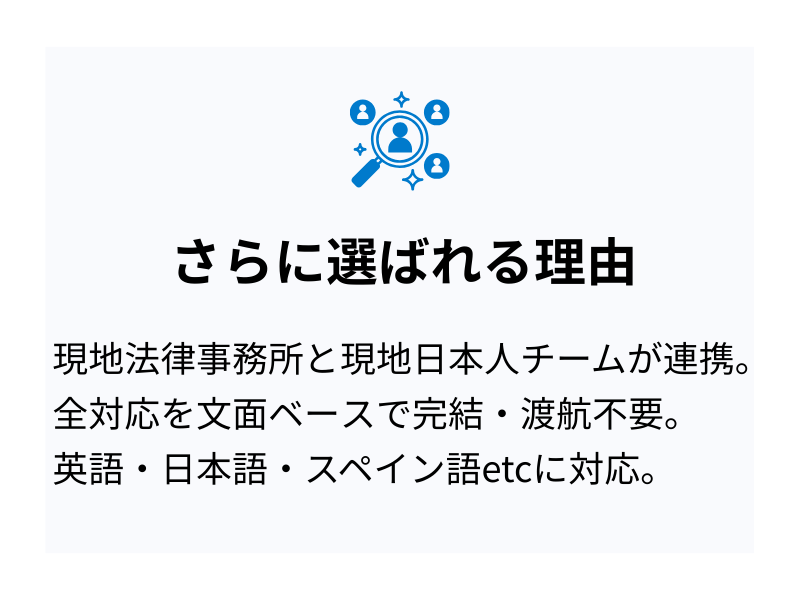 さらに選ばれる理由
現地法律事務所と現地日本人チームが連携。
全対応を文面ベースで完結・渡航不要。
英語・日本語・スペイン語etcに対応。